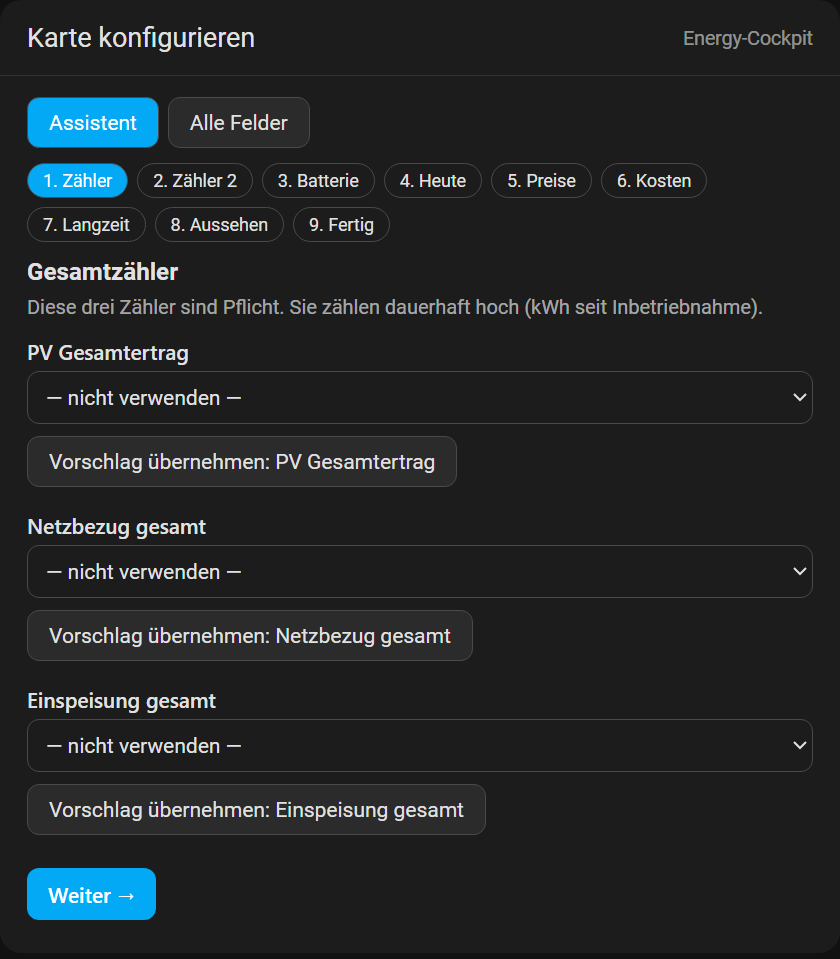 Karte konfigurieren
Energy-Cockpit
Assistent
Alle Felder
1. Zähler
2. Zähler 2
3. Batterie
4. Heute
5. Preise
6. Kosten
7. Langzeit
8. Aussehen
9. Fertig
Gesamtzähler
Diese drei Zähler sind Pflicht. Sie zählen dauerhaft hoch (kWh seit Inbetriebnahme).
PV Gesamtertrag
— nicht verwenden —
Vorschlag übernehmen: PV Gesamtertrag
Netzbezug gesamt
— nicht verwenden —
Vorschlag übernehmen: Netzbezug gesamt
Einspeisung gesamt
— nicht verwenden —
Vorschlag übernehmen: Einspeisung gesamt
Weiter →